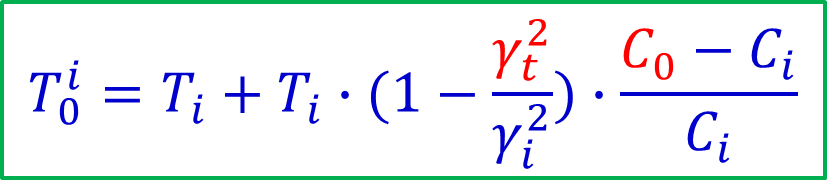 T_0^i = T_i + T_i · (1 − γ_t^2 / γ_i^2) · (C_0 − C_i) / C_i